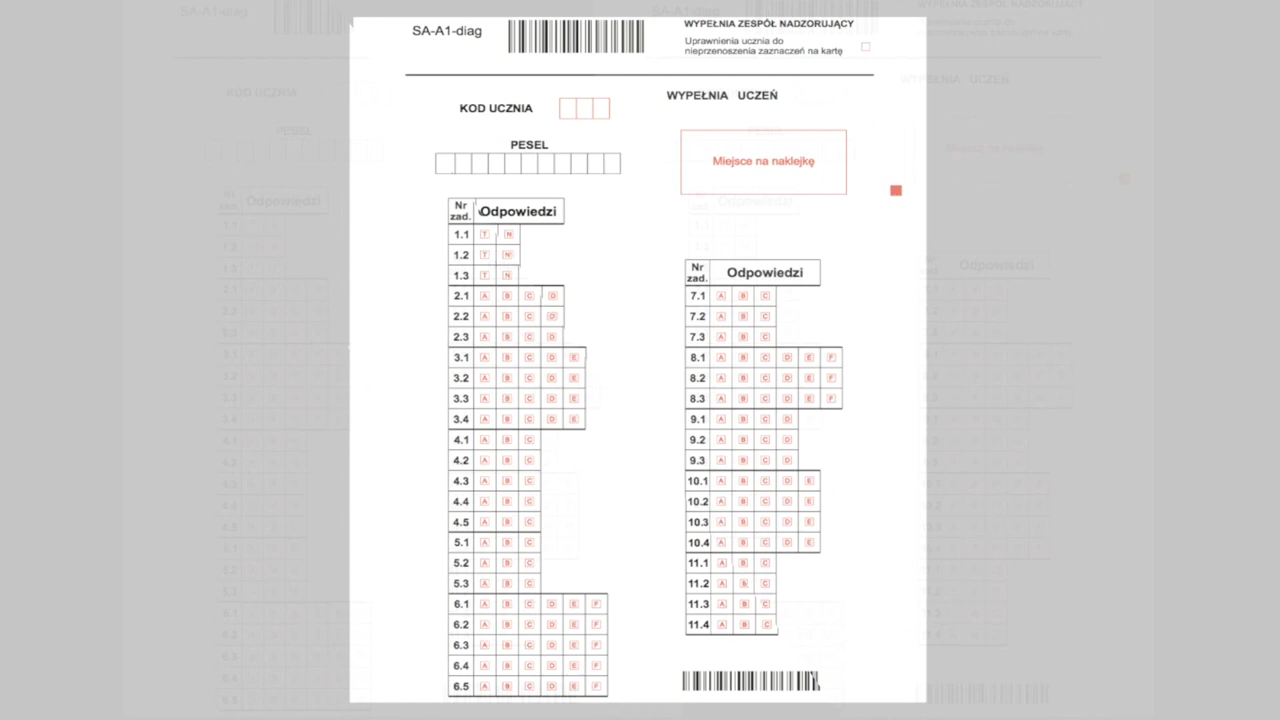 SA-A1-diag
WYPEŁNIA ZESPÓŁ NADZORUJĄCY
Uprawnienia ucznia do
nieprzenoszenia zaznaczeń na kartę
WYPEŁNIA UCZEŃ
KOD UCZNIA
PESEL
Miejsce na naklejkę
Nr zad. Odpowiedzi
1.1 T N
1.2 T N
1.3 T N
2.1 A B C D
2.2 A B C D
2.3 A B C D
3.1 A B C D E
3.2 A B C D E
3.3 A B C D E
3.4 A B C D E
4.1 A B C
4.2 A B C
4.3 A B C
4.4 A B C
4.5 A B C
5.1 A B C
5.2 A B C
5.3 A B C
6.1 A B C D E F
6.2 A B C D E F
6.3 A B C D E F
6.4 A B C D E F
6.5 A B C D E F
Nr zad. Odpowiedzi
7.1 A B C
7.2 A B C
7.3 A B C
8.1 A B C D E F
8.2 A B C D E F
8.3 A B C D E F
9.1 A B C D
9.2 A B C D
9.3 A B C D
10.1 A B C D E
10.2 A B C D E
10.3 A B C D E
10.4 A B C D E
11.1 A B C
11.2 A B C
11.3 A B C
11.4 A B C